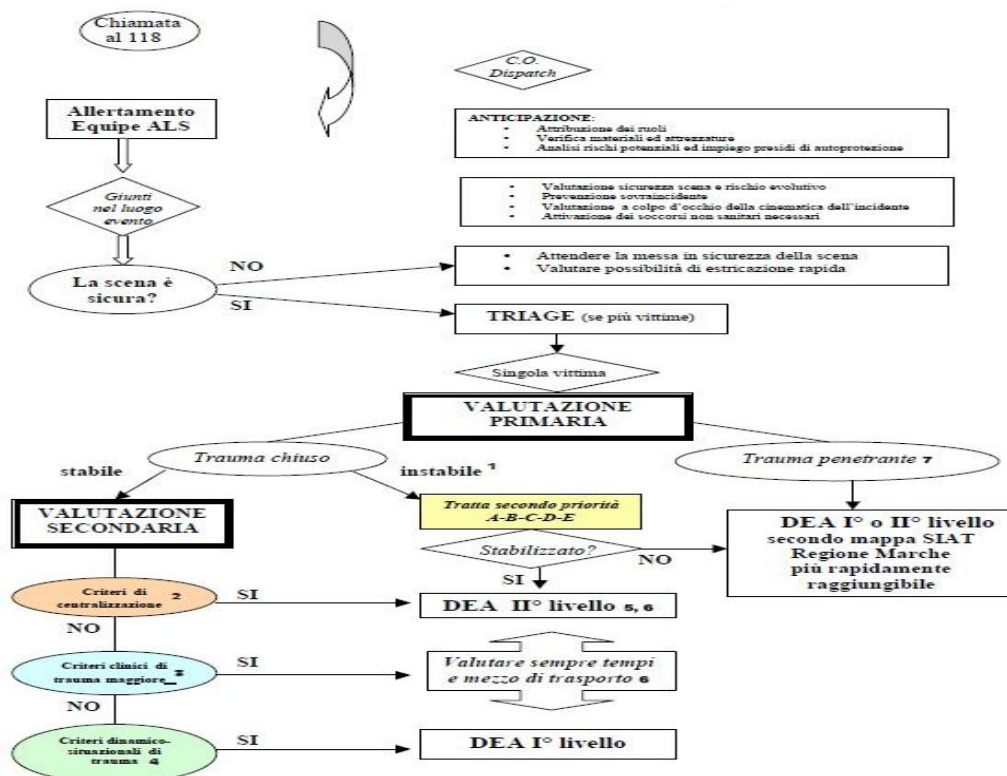 Chiamata
al 118
C.O.
Dispatch
Allertamento
Equipe ALS
ANTICIPAZIONE:
• Attribuzione dei ruoli
• Verifica materiali ed attrezzature
• Analisi rischi potenziali ed impiego presidi di autoprotezione
Giunti
nel luogo
evento
• Valutazione sicurezza scena e rischio evolutivo
• Prevenzione sovraincidente
• Valutazione a colpo d'occhio della cinematica dell'incidente
• Attivazione dei soccorsi non sanitari necessari
La scena è
sicura?
NO
• Attendere la messa in sicurezza della scena
• Valutare possibilità di estricazione rapida
SI
TRIAGE (se più vittime)
Singola vittima
VALUTAZIONE
PRIMARIA
Trauma chiuso
stabile
instabile 1
Trauma penetrante 7
VALUTAZIONE
SECONDARIA
Tratta secondo priorità
A-B-C-D-E
Stabilizzato?
NO
SI
DEA I° o II° livello
secondo mappa SIAT
Regione Marche
più rapidamente
raggiungibile
Criteri di
centralizzazione 2
SI
DEA II° livello 5, 6
NO
Criteri clinici di
trauma maggiore 3
SI
Valutare sempre tempi
e mezzo di trasporto 6
NO
Criteri dinamico-
situazionali di
trauma 4
SI
DEA I° livello